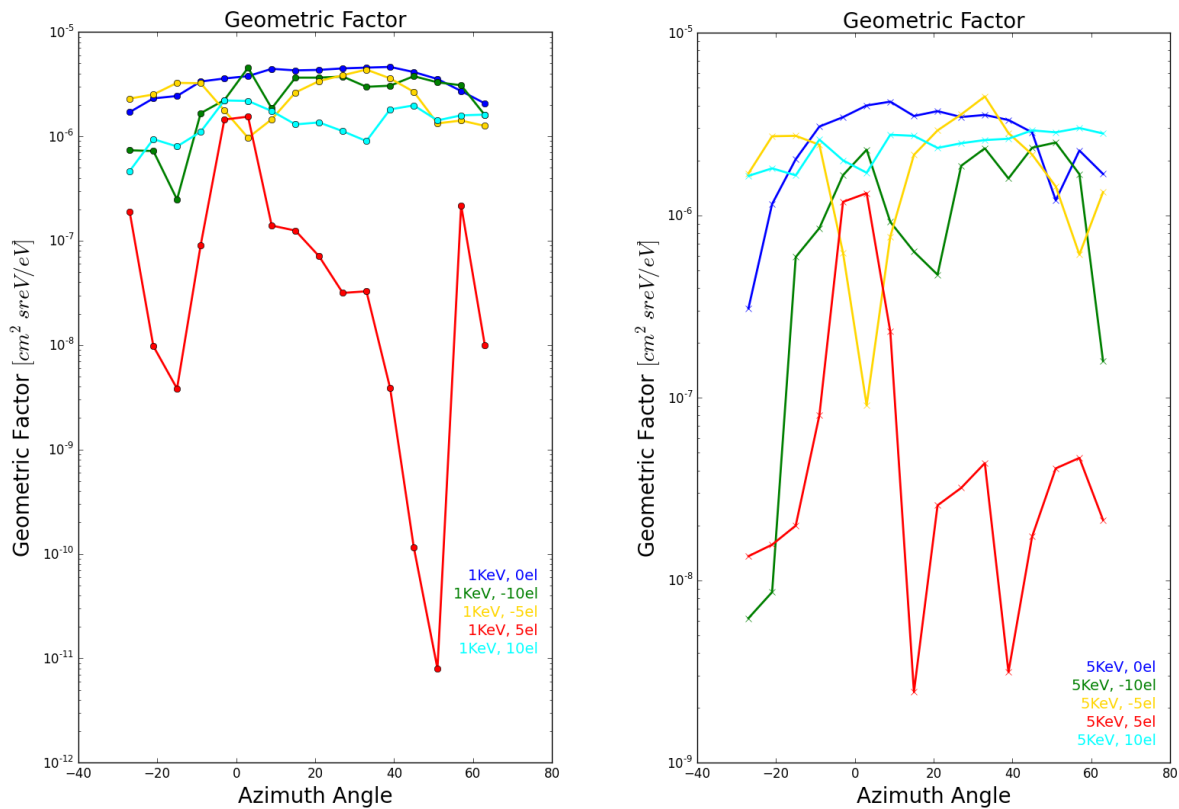 Geometric Factor
10^-5
10^-6
10^-7
10^-8
10^-9
10^-10
10^-11
10^-12
Geometric Factor [cm^2 sreV/eV]
1KeV, 0el
1KeV, -10el
1KeV, -5el
1KeV, 5el
1KeV, 10el
−40 −20 0 20 40 60 80
Azimuth Angle
Geometric Factor
10^-5
10^-6
10^-7
10^-8
10^-9
Geometric Factor [cm^2 sreV/eV]
5KeV, 0el
5KeV, -10el
5KeV, -5el
5KeV, 5el
5KeV, 10el
−40 −20 0 20 40 60 80
Azimuth Angle